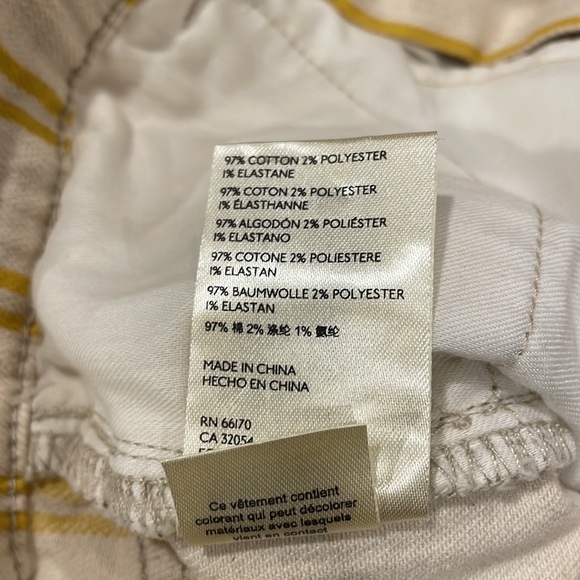 97% COTTON 2% POLYESTER
1% ELASTANE
97% COTON 2% POLYESTER
1% ÉLASTHANNE
97% ALGODÓN 2% POLIÉSTER
1% ELASTANO
97% COTONE 2% POLIESTERE
1% ELASTAN
97% BAUMWOLLE 2% POLYESTER
1% ELASTAN
97% 棉 2% 涤纶 1% 氨纶
MADE IN CHINA
HECHO EN CHINA
RN 66170
CA 32054
Ce vêtement contient
colorant qui peut décolorer
matériaux avec lesquels
vient en contact